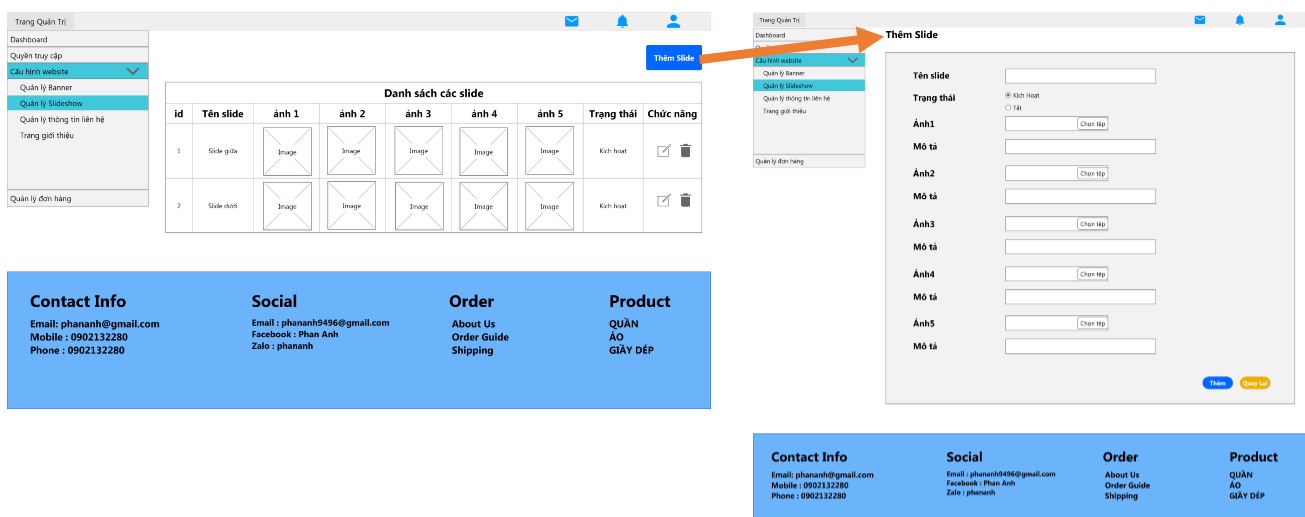 Trang Quản Trị
Dashboard
Quyền truy cập
Cấu hình website
Quản lý Banner
Quản lý Slideshow
Quản lý thông tin liên hệ
Trang giới thiệu
Quản lý đơn hàng
Thêm Slide
Danh sách các slide
id Tên slide ảnh 1 ảnh 2 ảnh 3 ảnh 4 ảnh 5 Trạng thái Chức năng
1 Slide giữa Image Image Image Image Image Kích hoạt
2 Slide dưới Image Image Image Image Image Kích hoạt
Contact Info
Email: phananh@gmail.com
Mobile : 0902132280
Phone : 0902132280
Social
Email : phananh9496@gmail.com
Facebook : Phan Anh
Zalo : phananh
Order
About Us
Order Guide
Shipping
Product
QUẦN
ÁO
GIÀY DÉP
Trang Quản Trị
Dashboard
Cấu hình website
Quản lý Banner
Quản lý Slideshow
Quản lý thông tin liên hệ
Trang giới thiệu
Quản lý đơn hàng
Thêm Slide
Tên slide
Trạng thái
Kích Hoạt
Tắt
Ảnh1 Chọn tệp
Mô tả
Ảnh2 Chọn tệp
Mô tả
Ảnh3 Chọn tệp
Mô tả
Ảnh4 Chọn tệp
Mô tả
Ảnh5 Chọn tệp
Mô tả
Thêm Quay Lại
Contact Info
Email: phananh@gmail.com
Mobile : 0902132280
Phone : 0902132280
Social
Email : phananh9496@gmail.com
Facebook : Phan Anh
Zalo : phananh
Order
About Us
Order Guide
Shipping
Product
QUẦN
ÁO
GIÀY DÉP